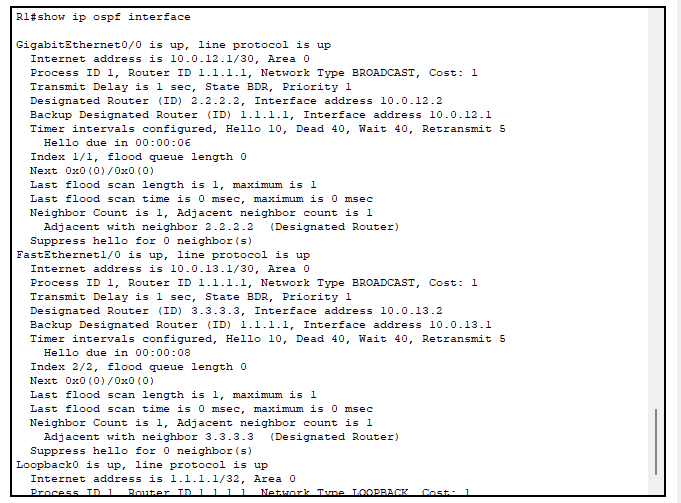 R1#show ip ospf interface
GigabitEthernet0/0 is up, line protocol is up
Internet address is 10.0.12.1/30, Area 0
Process ID 1, Router ID 1.1.1.1, Network Type BROADCAST, Cost: 1
Transmit Delay is 1 sec, State BDR, Priority 1
Designated Router (ID) 2.2.2.2, Interface address 10.0.12.2
Backup Designated Router (ID) 1.1.1.1, Interface address 10.0.12.1
Timer intervals configured, Hello 10, Dead 40, Wait 40, Retransmit 5
Hello due in 00:00:06
Index 1/1, flood queue length 0
Next 0x0(0)/0x0(0)
Last flood scan length is 1, maximum is 1
Last flood scan time is 0 msec, maximum is 0 msec
Neighbor Count is 1, Adjacent neighbor count is 1
Adjacent with neighbor 2.2.2.2  (Designated Router)
Suppress hello for 0 neighbor(s)
FastEthernet1/0 is up, line protocol is up
Internet address is 10.0.13.1/30, Area 0
Process ID 1, Router ID 1.1.1.1, Network Type BROADCAST, Cost: 1
Transmit Delay is 1 sec, State BDR, Priority 1
Designated Router (ID) 3.3.3.3, Interface address 10.0.13.2
Backup Designated Router (ID) 1.1.1.1, Interface address 10.0.13.1
Timer intervals configured, Hello 10, Dead 40, Wait 40, Retransmit 5
Hello due in 00:00:08
Index 2/2, flood queue length 0
Next 0x0(0)/0x0(0)
Last flood scan length is 1, maximum is 1
Last flood scan time is 0 msec, maximum is 0 msec
Neighbor Count is 1, Adjacent neighbor count is 1
Adjacent with neighbor 3.3.3.3  (Designated Router)
Suppress hello for 0 neighbor(s)
Loopback0 is up, line protocol is up
Internet address is 1.1.1.1/32, Area 0
Process ID 1, Router ID 1.1.1.1, Network Type LOOPBACK, Cost: 1